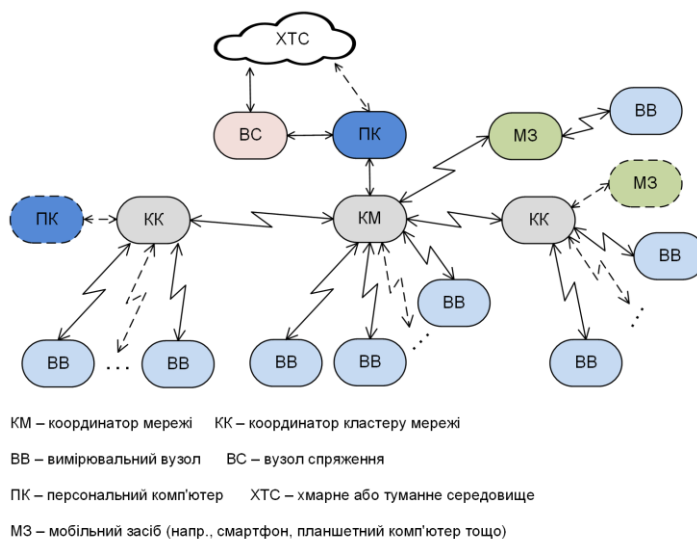 ХТС
ВС
ПК
МЗ
ВВ
ПК
КК
КМ
КК
МЗ
ВВ
ВВ
ВВ
...
ВВ
ВВ
ВВ
...
ВВ
...
КМ – координатор мережі КК – координатор кластеру мережі
ВВ – вимірювальний вузол ВС – вузол спряження
ПК – персональний комп'ютер ХТС – хмарне або туманне середовище
МЗ – мобільний засіб (напр., смартфон, планшетний комп'ютер тощо)